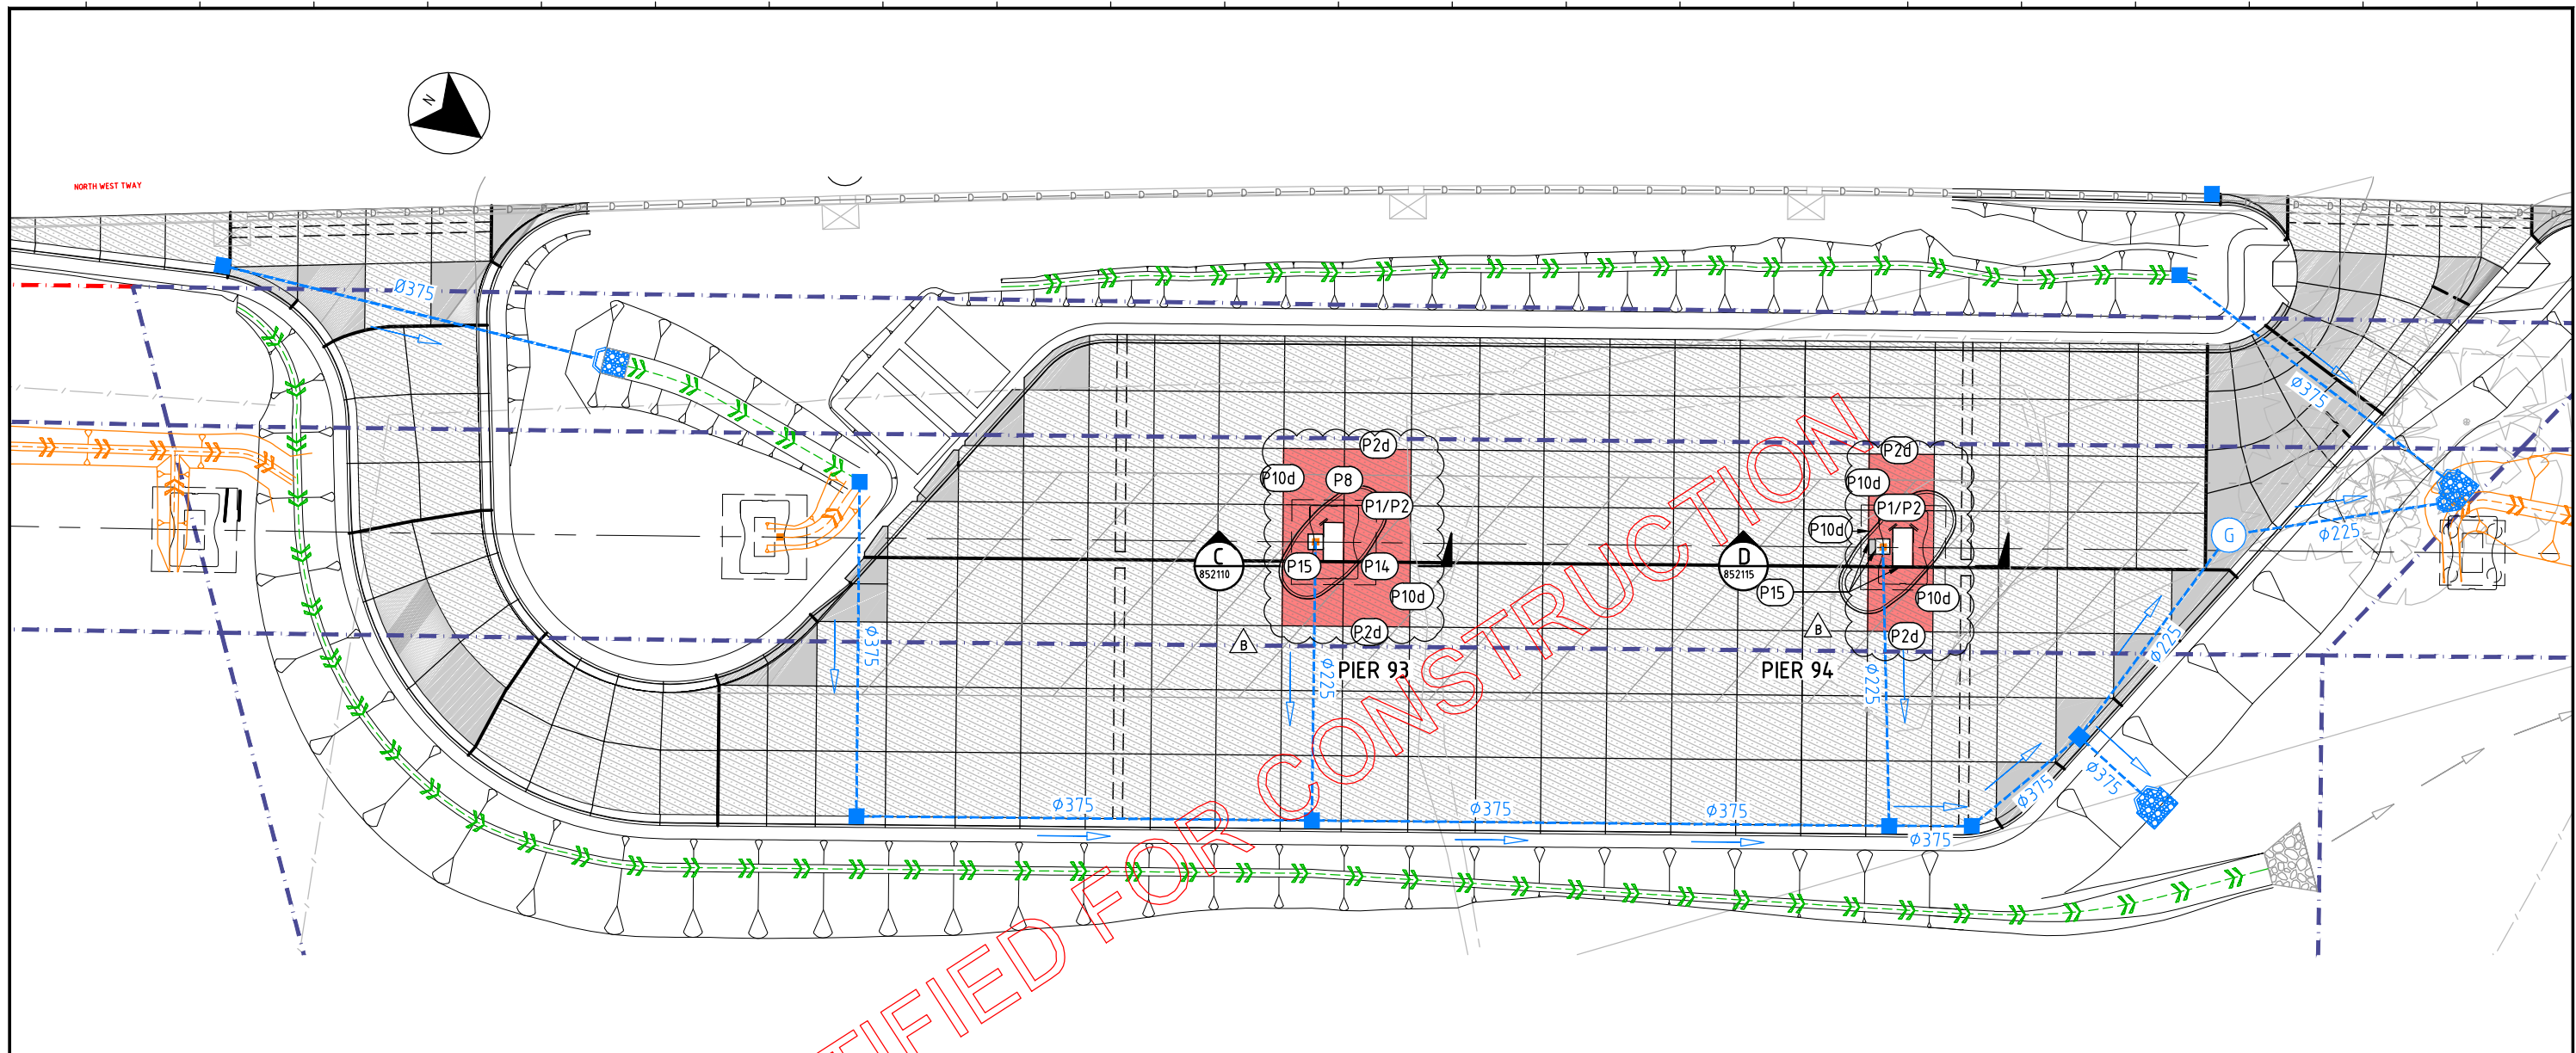 N
NORTH WEST TWAY
Ø375
Ø375
P2d
P10d
P8
P1/P2
C
852110
P15
P14
P10d
P2d
B
PIER 93
Ø225
P2d
P10d
P1/P2
P10d
D
852115
P15
P10d
P2d
B
PIER 94
Ø225
Ø375
G
Ø225
Ø225
Ø375
Ø375
Ø375
Ø375
Ø375
Ø375
TIFIED FOR CONSTRUCTION